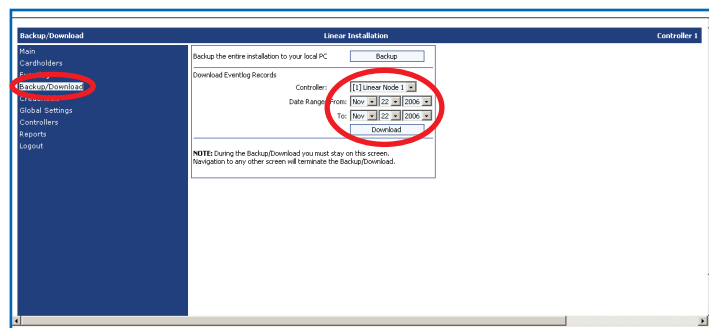 Backup/Download Linear Installation Controller 1
Main
Cardholders
Backup/Download
Global Settings
Controllers
Reports
Logout
Backup the entire installation to your local PC Backup
Download Eventlog Records
Controller: [1] Linear Node 1
Date Range: From: Nov 22 2006
To: Nov 22 2006
Download
NOTE: During the Backup/Download you must stay on this screen.
Navigation to any other screen will terminate the Backup/Download.